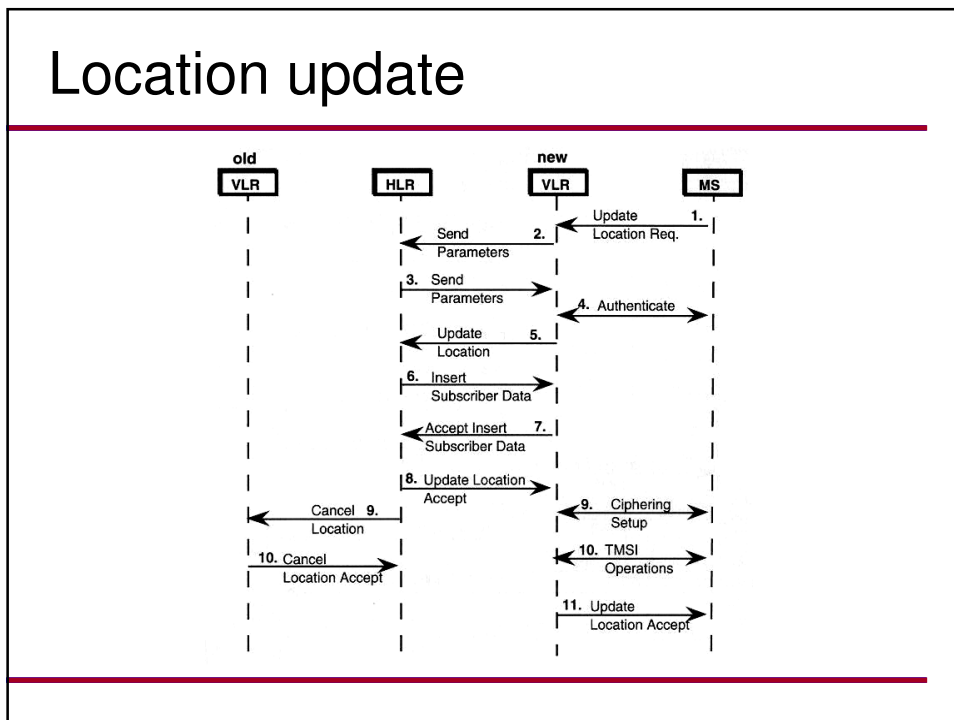 Location update
old new
VLR HLR VLR MS
Update 1.
Location Req.
Send 2.
Parameters
3. Send
Parameters
4. Authenticate
Update 5.
Location
6. Insert
Subscriber Data
Accept Insert 7.
Subscriber Data
8. Update Location
Accept
Cancel 9.
Location
9. Ciphering
Setup
10. Cancel
Location Accept
10. TMSI
Operations
11. Update
Location Accept